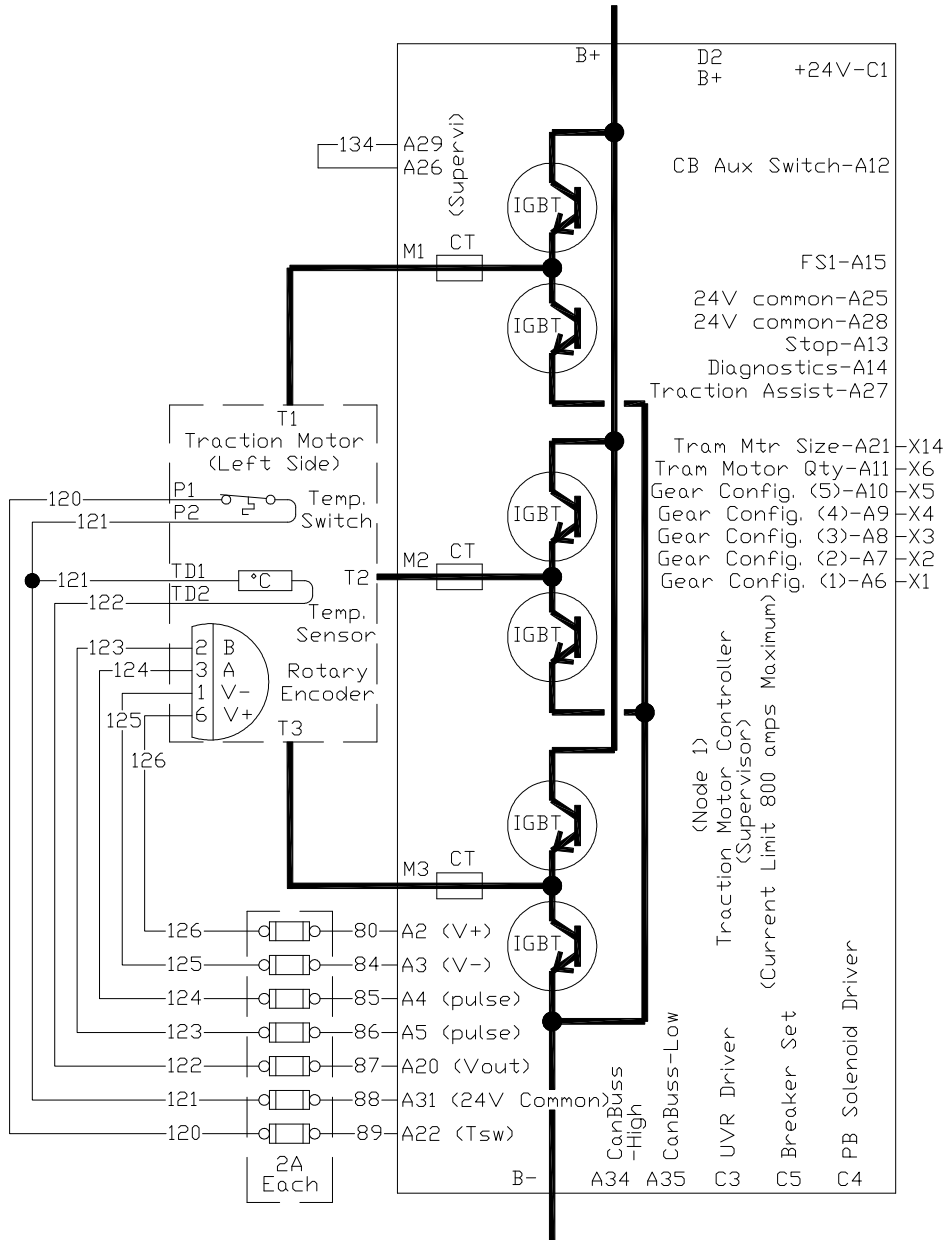 B+
D2
B+
+24V-C1
134
A29
A26
(Supervi)
CB Aux Switch-A12
IGBT
M1
CT
FS1-A15
IGBT
24V common-A25
24V common-A28
Stop-A13
Diagnostics-A14
Traction Assist-A27
T1
Traction Motor
(Left Side)
Tram Mtr Size-A21
X14
Tram Motor Qty-A11
X6
Gear Config. (5)-A10
X5
Gear Config. (4)-A9
X4
Gear Config. (3)-A8
X3
Gear Config. (2)-A7
X2
Gear Config. (1)-A6
X1
120
P1
121
P2
Temp.
Switch
IGBT
M2
CT
121
TD1
°C
T2
122
TD2
Temp.
Sensor
IGBT
123
2 B
124
3 A
125
1 V-
126
6 V+
Rotary
Encoder
T3
(Node 1)
Traction Motor Controller
(Supervisor)
(Current Limit 800 amps Maximum)
IGBT
M3
CT
IGBT
126
80
A2 (V+)
125
84
A3 (V-)
124
85
A4 (pulse)
123
86
A5 (pulse)
122
87
A20 (Vout)
121
88
A31 (24V Common)
120
89
A22 (Tsw)
2A
Each
CanBuss
-High
CanBuss-Low
UVR Driver
Breaker Set
PB Solenoid Driver
B-
A34
A35
C3
C5
C4